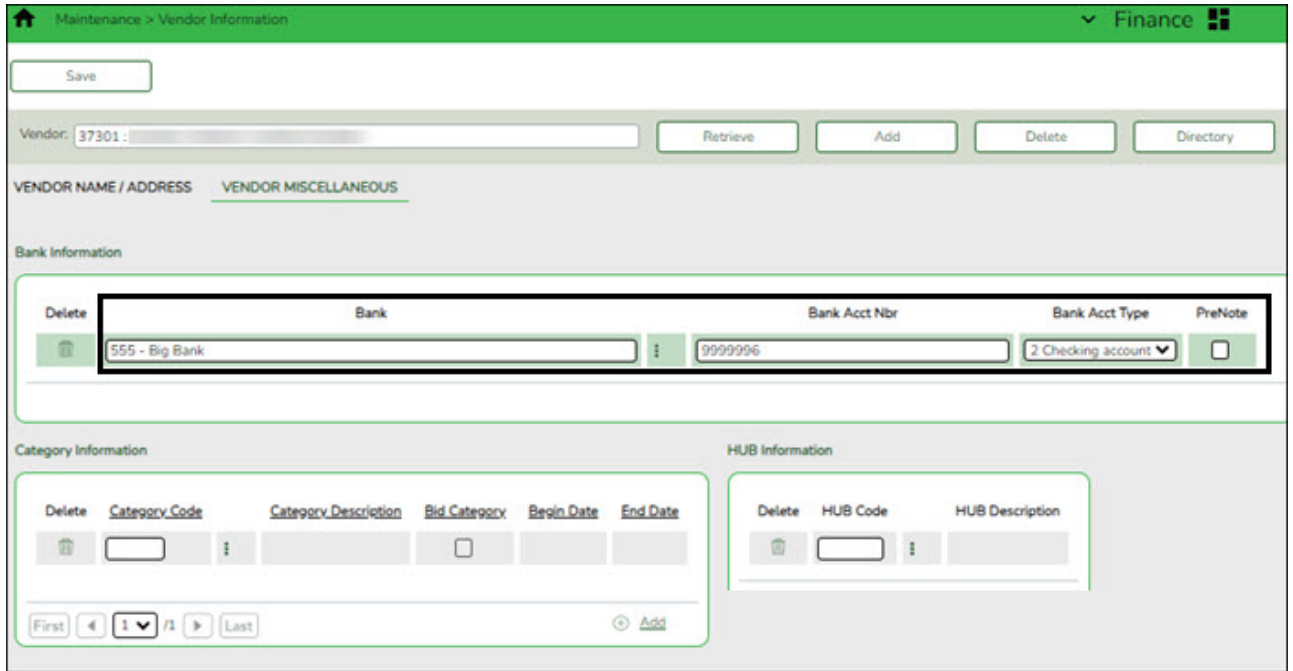 Maintenance > Vendor Information Finance
Save
Vendor: 37301 : Retrieve Add Delete Directory
VENDOR NAME / ADDRESS VENDOR MISCELLANEOUS
Bank Information
Delete Bank Bank Acct Nbr Bank Acct Type PreNote
555 - Big Bank 9999996 2 Checking account
Category Information HUB Information
Delete Category Code Category Description Bid Category Begin Date End Date Delete HUB Code HUB Description
First 1 /1 Last Add